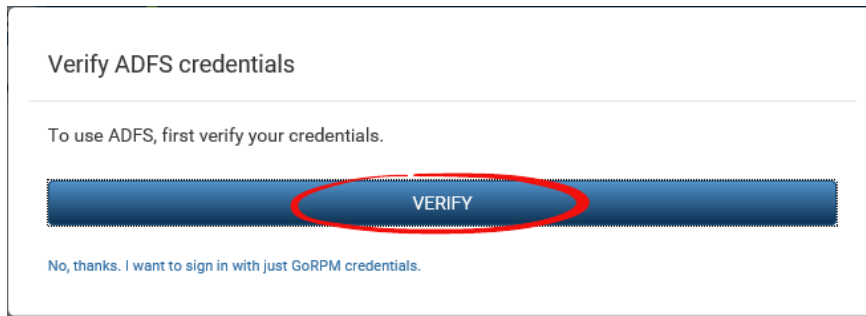 Verify ADFS credentials
To use ADFS, first verify your credentials.
VERIFY
No, thanks. I want to sign in with just GoRPM credentials.